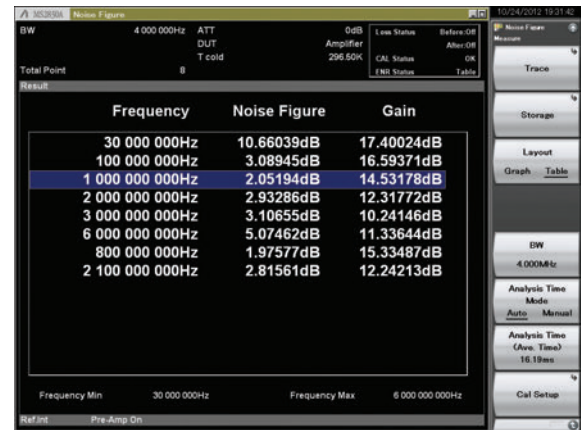 MS2830A Noise Figure
10/24/2012 19:31:42
BW 4 000 000Hz ATT 0dB
DUT Amplifier
T cold 296.50K
Total Point 8
Loss Status Before:Off
After:Off
CAL Status OK
ENR Status Table
Result
Frequency Noise Figure Gain
30 000 000Hz 10.66039dB 17.40024dB
100 000 000Hz 3.08945dB 16.59371dB
1 000 000 000Hz 2.05194dB 14.53178dB
2 000 000 000Hz 2.93286dB 12.31772dB
3 000 000 000Hz 3.10655dB 10.24146dB
6 000 000 000Hz 5.07462dB 11.33644dB
800 000 000Hz 1.97577dB 15.33487dB
2 100 000 000Hz 2.81561dB 12.24213dB
Frequency Min 30 000 000Hz Frequency Max 6 000 000 000Hz
Ref.Int Pre-Amp On
Noise Figure
Measure
Trace
Storage
Layout
Graph Table
BW
4.000MHz
Analysis Time
Mode
Auto Manual
Analysis Time
(Ave. Time)
16.19ms
Cal Setup